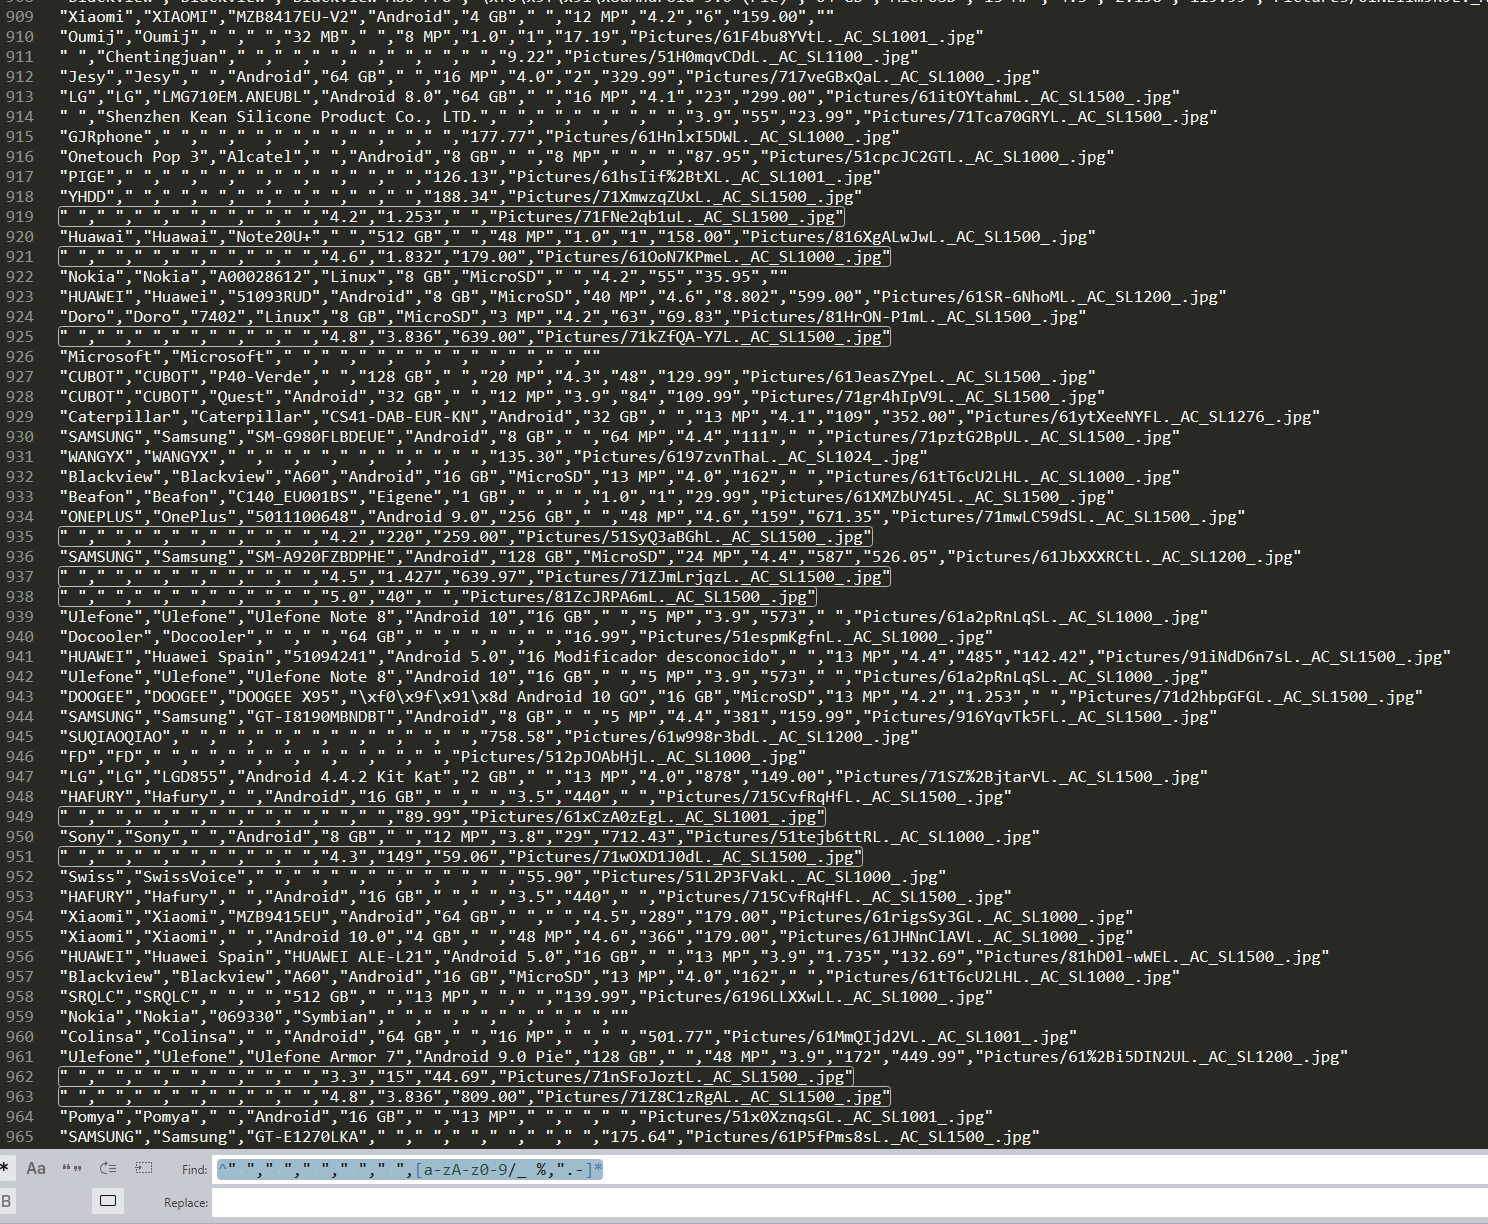 909 "Xiaomi","XIAOMI","MZB8417EU-V2","Android","4 GB"," ","12 MP","4.2","6","159.00",""
910 "Oumij","Oumij"," "," ","32 MB"," ","8 MP","1.0","1","17.19","Pictures/61F4bu8YVtL._AC_SL1001_.jpg"
911 " ","Chentingjuan"," "," "," "," "," "," "," ","9.22","Pictures/51H0mqvCDdL._AC_SL1100_.jpg"
912 "Jesy","Jesy"," ","Android","64 GB"," ","16 MP","4.0","2","329.99","Pictures/717veGBxQaL._AC_SL1000_.jpg"
913 "LG","LG","LMG710EM.ANEUBL","Android 8.0","64 GB"," ","16 MP","4.1","23","299.00","Pictures/61itOYtahmL._AC_SL1500_.jpg"
914 " ","Shenzhen Kean Silicone Product Co., LTD."," "," "," "," "," ","3.9","55","23.99","Pictures/71Tca70GRYL._AC_SL1500_.jpg"
915 "GJRphone"," "," "," "," "," "," "," "," ","177.77","Pictures/61HnlxI5DWL._AC_SL1000_.jpg"
916 "Onetouch Pop 3","Alcatel"," ","Android","8 GB"," ","8 MP"," "," ","87.95","Pictures/51cpcJC2GTL._AC_SL1000_.jpg"
917 "PIGE"," "," "," "," "," "," "," "," ","126.13","Pictures/61hsIif%2BtXL._AC_SL1001_.jpg"
918 "YHDD"," "," "," "," "," "," "," "," ","188.34","Pictures/71XmwzqZUxL._AC_SL1500_.jpg"
919 " "," "," "," "," "," "," ","4.2","1.253"," ","Pictures/71FNe2qb1uL._AC_SL1500_.jpg"
920 "Huawai","Huawai","Note20U+"," ","512 GB"," ","48 MP","1.0","1","158.00","Pictures/816XgALwJwL._AC_SL1500_.jpg"
921 " "," "," "," "," "," "," ","4.6","1.832","179.00","Pictures/61OoN7KPmeL._AC_SL1000_.jpg"
922 "Nokia","Nokia","A00028612","Linux","8 GB","MicroSD"," ","4.2","55","35.95",""
923 "HUAWEI","Huawei","51093RUD","Android","8 GB","MicroSD","40 MP","4.6","8.802","599.00","Pictures/61SR-6NhoML._AC_SL1200_.jpg"
924 "Doro","Doro","7402","Linux","8 GB","MicroSD","3 MP","4.2","63","69.83","Pictures/81HrON-P1mL._AC_SL1500_.jpg"
925 " "," "," "," "," "," "," ","4.8","3.836","639.00","Pictures/71kZfQA-Y7L._AC_SL1500_.jpg"
926 "Microsoft","Microsoft"," "," "," "," "," "," "," "," ",""
927 "CUBOT","CUBOT","P40-Verde"," ","128 GB"," ","20 MP","4.3","48","129.99","Pictures/61JeasZYpeL._AC_SL1500_.jpg"
928 "CUBOT","CUBOT","Quest","Android","32 GB"," ","12 MP","3.9","84","109.99","Pictures/71gr4hIpV9L._AC_SL1500_.jpg"
929 "Caterpillar","Caterpillar","CS41-DAB-EUR-KN","Android","32 GB"," ","13 MP","4.1","109","352.00","Pictures/61ytXeeNYFL._AC_SL1276_.jpg"
930 "SAMSUNG","Samsung","SM-G980FLBDEUE","Android","8 GB"," ","64 MP","4.4","111"," ","Pictures/71pztG2BpUL._AC_SL1500_.jpg"
931 "WANGYX","WANGYX"," "," "," "," "," "," "," ","135.30","Pictures/6197zvnThaL._AC_SL1024_.jpg"
932 "Blackview","Blackview","A60","Android","16 GB","MicroSD","13 MP","4.0","162"," ","Pictures/61tT6cU2LHL._AC_SL1000_.jpg"
933 "Beafon","Beafon","C140_EU001BS","Eigene","1 GB"," "," ","1.0","1","29.99","Pictures/61XMZbUY45L._AC_SL1500_.jpg"
934 "ONEPLUS","OnePlus","5011100648","Android 9.0","256 GB"," ","48 MP","4.6","159","671.35","Pictures/71mwLC59dSL._AC_SL1500_.jpg"
935 " "," "," "," "," "," "," ","4.2","220","259.00","Pictures/51SyQ3aBGhL._AC_SL1500_.jpg"
936 "SAMSUNG","Samsung","SM-A920FZBDPHE","Android","128 GB","MicroSD","24 MP","4.4","587","526.05","Pictures/61JbXXXRCtL._AC_SL1200_.jpg"
937 " "," "," "," "," "," "," ","4.5","1.427","639.97","Pictures/71ZJmLrjqzL._AC_SL1500_.jpg"
938 " "," "," "," "," "," "," ","5.0","40"," ","Pictures/81ZcJRPA6mL._AC_SL1500_.jpg"
939 "Ulefone","Ulefone","Ulefone Note 8","Android 10","16 GB"," ","5 MP","3.9","573"," ","Pictures/61a2pRnLqSL._AC_SL1000_.jpg"
940 "Docooler","Docooler"," "," ","64 GB"," "," "," "," ","16.99","Pictures/51espmKgfnL._AC_SL1000_.jpg"
941 "HUAWEI","Huawei Spain","51094241","Android 5.0","16 Modificador desconocido"," ","13 MP","4.4","485","142.42","Pictures/91iNdD6n7sL._AC_SL1500_.jpg"
942 "Ulefone","Ulefone","Ulefone Note 8","Android 10","16 GB"," ","5 MP","3.9","573"," ","Pictures/61a2pRnLqSL._AC_SL1000_.jpg"
943 "DOOGEE","DOOGEE","DOOGEE X95","\xf0\x9f\x91\x8d Android 10 GO","16 GB","MicroSD","13 MP","4.2","1.253"," ","Pictures/71d2hbpGFGL._AC_SL1500_.jpg"
944 "SAMSUNG","Samsung","GT-I8190MBNDBT","Android","8 GB"," ","5 MP","4.4","381","159.99","Pictures/916YqvTk5FL._AC_SL1500_.jpg"
945 "SUQIAOQIAO"," "," "," "," "," "," "," "," ","758.58","Pictures/61w998r3bdL._AC_SL1200_.jpg"
946 "FD","FD"," "," "," "," "," "," "," "," ","Pictures/512pJOAbHjL._AC_SL1000_.jpg"
947 "LG","LG","LGD855","Android 4.4.2 Kit Kat","2 GB"," ","13 MP","4.0","878","149.00","Pictures/71SZ%2BjtarVL._AC_SL1500_.jpg"
948 "HAFURY","Hafury"," ","Android","16 GB"," "," ","3.5","440"," ","Pictures/715CvfRqHfL._AC_SL1500_.jpg"
949 " "," "," "," "," "," "," "," "," ","89.99","Pictures/61xCzA0zEgL._AC_SL1001_.jpg"
950 "Sony","Sony"," ","Android","8 GB"," ","12 MP","3.8","29","712.43","Pictures/51tejb6ttRL._AC_SL1000_.jpg"
951 " "," "," "," "," "," "," ","4.3","149","59.06","Pictures/71wOXD1J0dL._AC_SL1500_.jpg"
952 "Swiss","SwissVoice"," "," "," "," "," "," "," ","55.90","Pictures/51L2P3FVakL._AC_SL1000_.jpg"
953 "HAFURY","Hafury"," ","Android","16 GB"," "," ","3.5","440"," ","Pictures/715CvfRqHfL._AC_SL1500_.jpg"
954 "Xiaomi","Xiaomi","MZB9415EU","Android","64 GB"," "," ","4.5","289","179.00","Pictures/61rigsSy3GL._AC_SL1000_.jpg"
955 "Xiaomi","Xiaomi"," ","Android 10.0","4 GB"," ","48 MP","4.6","366","179.00","Pictures/61JHNnClAVL._AC_SL1000_.jpg"
956 "HUAWEI","Huawei Spain","HUAWEI ALE-L21","Android 5.0","16 GB"," ","13 MP","3.9","1.735","132.69","Pictures/81hD0l-wWEL._AC_SL1500_.jpg"
957 "Blackview","Blackview","A60","Android","16 GB","MicroSD","13 MP","4.0","162"," ","Pictures/61tT6cU2LHL._AC_SL1000_.jpg"
958 "SRQLC","SRQLC"," "," ","512 GB"," ","13 MP"," "," ","139.99","Pictures/6196LLXXwLL._AC_SL1000_.jpg"
959 "Nokia","Nokia","069330","Symbian"," "," "," "," "," "," ",""
960 "Colinsa","Colinsa"," ","Android","64 GB"," ","16 MP"," "," ","501.77","Pictures/61MmQIjd2VL._AC_SL1001_.jpg"
961 "Ulefone","Ulefone","Ulefone Armor 7","Android 9.0 Pie","128 GB"," ","48 MP","3.9","172","449.99","Pictures/61%2Bi5DIN2UL._AC_SL1200_.jpg"
962 " "," "," "," "," "," "," ","3.3","15","44.69","Pictures/71nSFoJoztL._AC_SL1500_.jpg"
963 " "," "," "," "," "," "," ","4.8","3.836","809.00","Pictures/71Z8C1zRgAL._AC_SL1500_.jpg"
964 "Pomya","Pomya"," ","Android","16 GB"," ","13 MP"," "," "," ","Pictures/51x0XznqsGL._AC_SL1001_.jpg"
965 "SAMSUNG","Samsung","GT-E1270LKA"," "," "," "," "," "," ","175.64","Pictures/61P5fPms8sL._AC_SL1500_.jpg"
.* Aa “” Find: ^" "," "," "," "," ",[a-zA-z0-9/_ %,".-]*
B Replace: